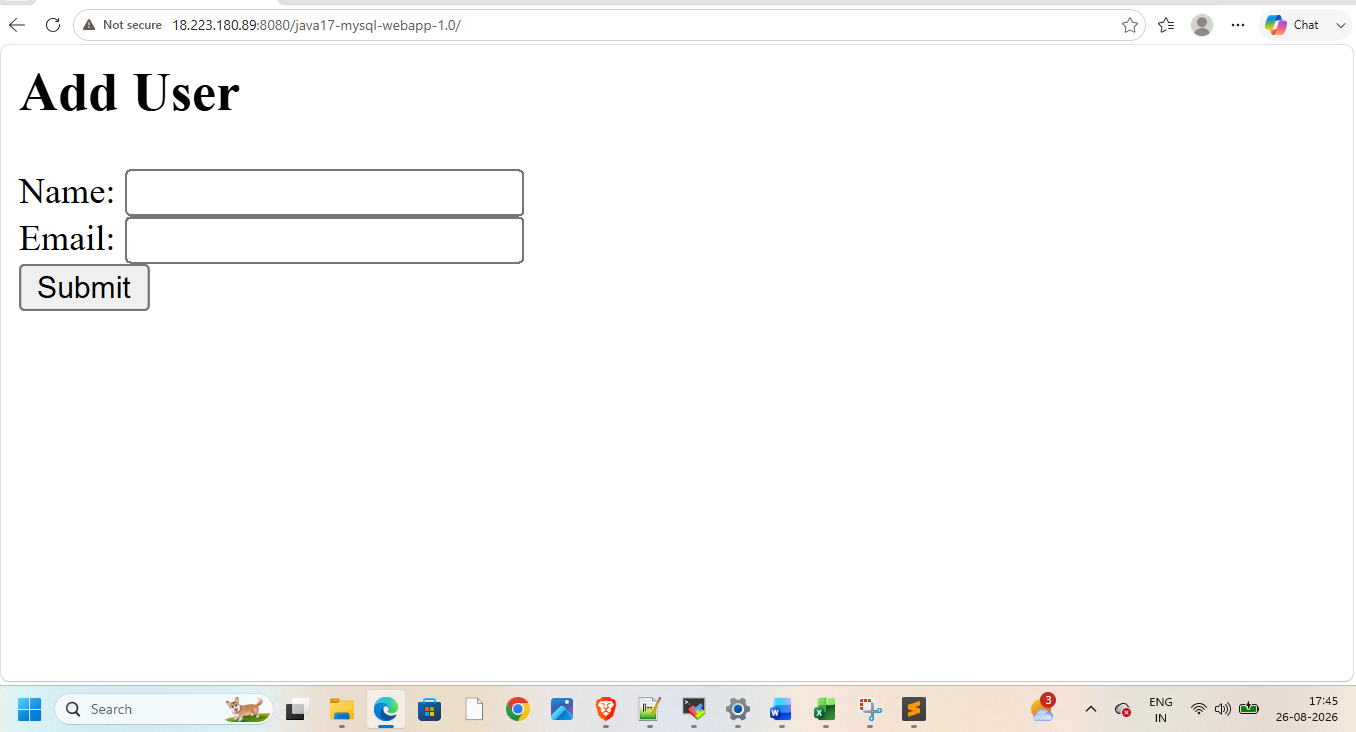 Not secure 18.223.180.89:8080/java17-mysql-webapp-1.0/ Chat
Add User
Name:
Email:
Submit
Search 3 ENG 17:45
IN 26-08-2026